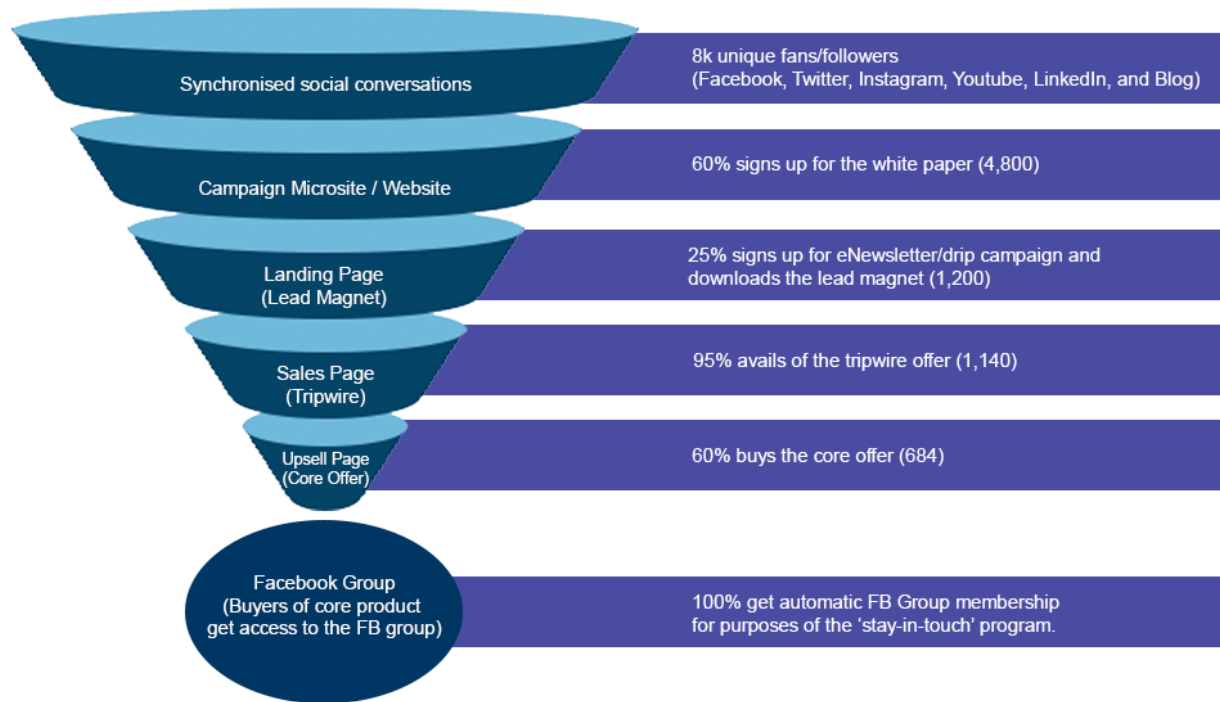 Synchronised social conversations
8k unique fans/followers
(Facebook, Twitter, Instagram, Youtube, LinkedIn, and Blog)
Campaign Microsite / Website
60% signs up for the white paper (4,800)
Landing Page
(Lead Magnet)
25% signs up for eNewsletter/drip campaign and
downloads the lead magnet (1,200)
Sales Page
(Tripwire)
95% avails of the tripwire offer (1,140)
Upsell Page
(Core Offer)
60% buys the core offer (684)
Facebook Group
(Buyers of core product
get access to the FB group)
100% get automatic FB Group membership
for purposes of the ‘stay-in-touch’ program.